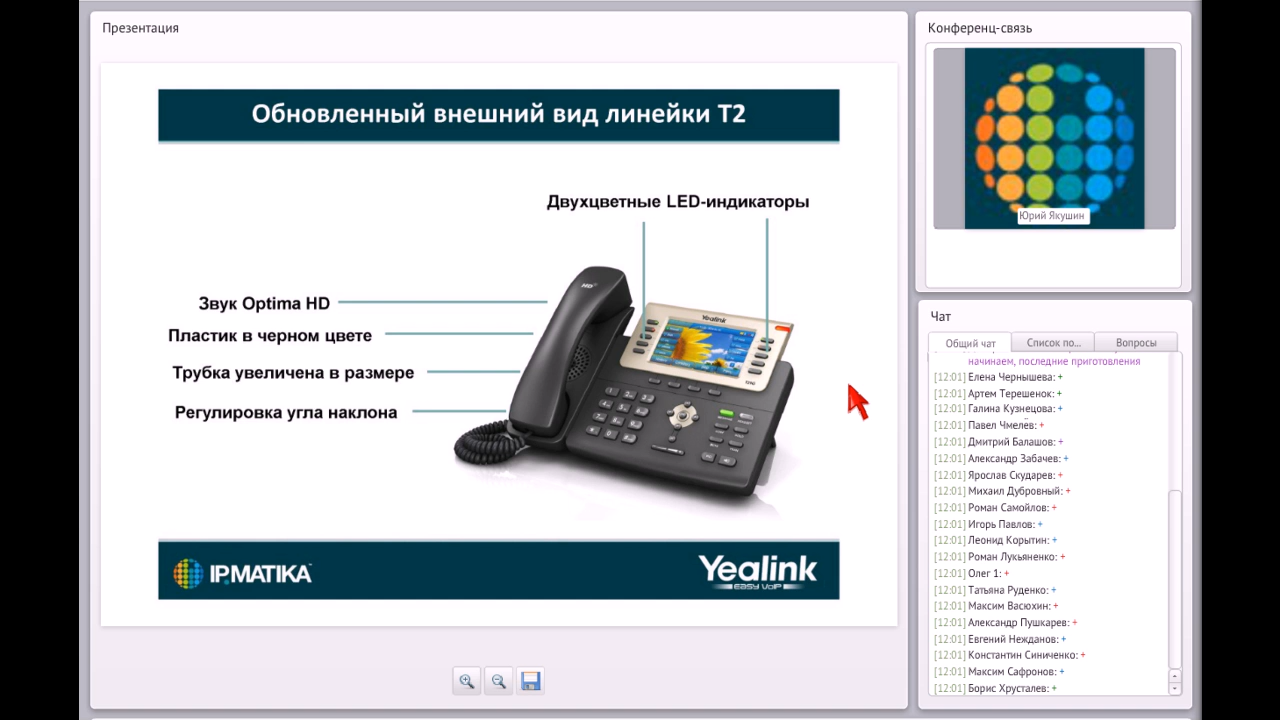 Презентация
Обновленный внешний вид линейки Т2
Двухцветные LED-индикаторы
Звук Optima HD
Пластик в черном цвете
Трубка увеличена в размере
Регулировка угла наклона
HD
Yealink
IPMATIKA
Yealink
EASY VoIP
Конференц-связь
Юрий Якушин
Чат
Общий чат
Список по...
Вопросы
начинаем, последние приготовления
[12:01] Елена Чернышева: +
[12:01] Артем Терешенок: +
[12:01] Галина Кузнецова: +
[12:01] Павел Чмелёв: +
[12:01] Дмитрий Балашов: +
[12:01] Александр Забачев: +
[12:01] Ярослав Скударев: +
[12:01] Михаил Дубровный: +
[12:01] Роман Самойлов: +
[12:01] Игорь Павлов: +
[12:01] Леонид Корытин: +
[12:01] Роман Лукьяненко: +
[12:01] Олег 1: +
[12:01] Татьяна Руденко: +
[12:01] Максим Васюхин: +
[12:01] Александр Пушкарев: +
[12:01] Евгений Нежданов: +
[12:01] Константин Синиченко: +
[12:01] Максим Сафронов: +
[12:01] Борис Хрусталев: +